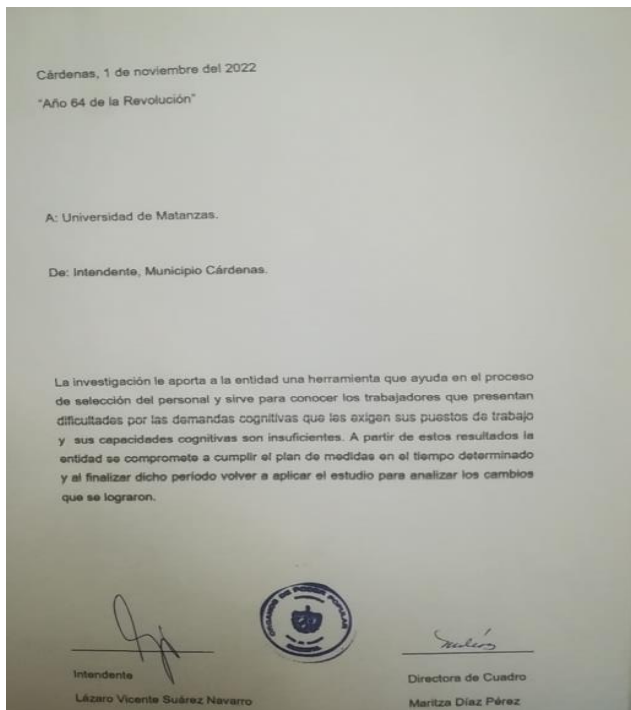 Cárdenas, 1 de noviembre del 2022
"Año 64 de la Revolución"
A: Universidad de Matanzas.
De: Intendente, Municipio Cárdenas.
La investigación le aporta a la entidad una herramienta que ayuda en el proceso
de selección del personal y sirve para conocer los trabajadores que presentan
dificultades por las demandas cognitivas que les exigen sus puestos de trabajo
y sus capacidades cognitivas son insuficientes. A partir de estos resultados la
entidad se compromete a cumplir el plan de medidas en el tiempo determinado
y al finalizar dicho período volver a aplicar el estudio para analizar los cambios
que se lograron.
PODER POPULAR
Intendente
Lázaro Vicente Suárez Navarro
Directora de Cuadro
Maritza Díaz Pérez